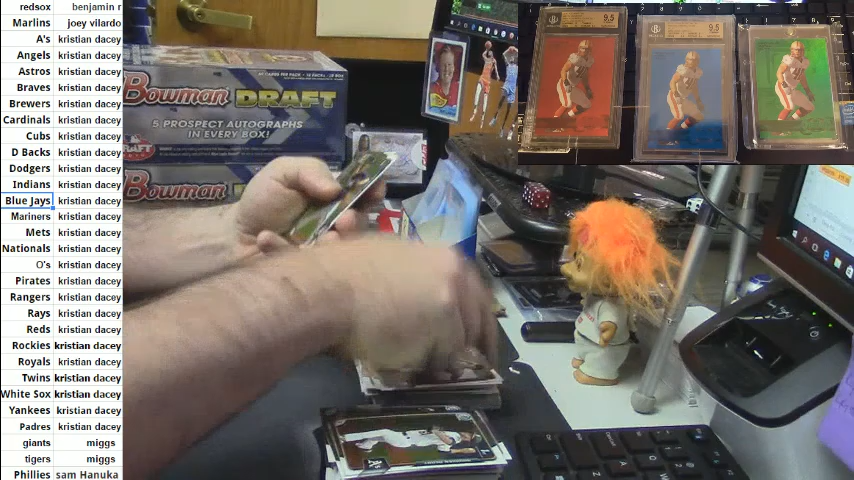 redsox benjamin r
Marlins joey vilardo
A's kristian dacey
Angels kristian dacey
Astros kristian dacey
Braves kristian dacey
Brewers kristian dacey
Cardinals kristian dacey
Cubs kristian dacey
D Backs kristian dacey
Dodgers kristian dacey
Indians kristian dacey
Blue Jays kristian dacey
Mariners kristian dacey
Mets kristian dacey
Nationals kristian dacey
O's kristian dacey
Pirates kristian dacey
Rangers kristian dacey
Rays kristian dacey
Reds kristian dacey
Rockies kristian dacey
Royals kristian dacey
Twins kristian dacey
White Sox kristian dacey
Yankees kristian dacey
Padres kristian dacey
giants miggs
tigers miggs
Phillies sam Hanuka
Bowman DRAFT
5 PROSPECT AUTOGRAPHS
IN EVERY BOX!
Bowman DRAFT
9.5
9.5